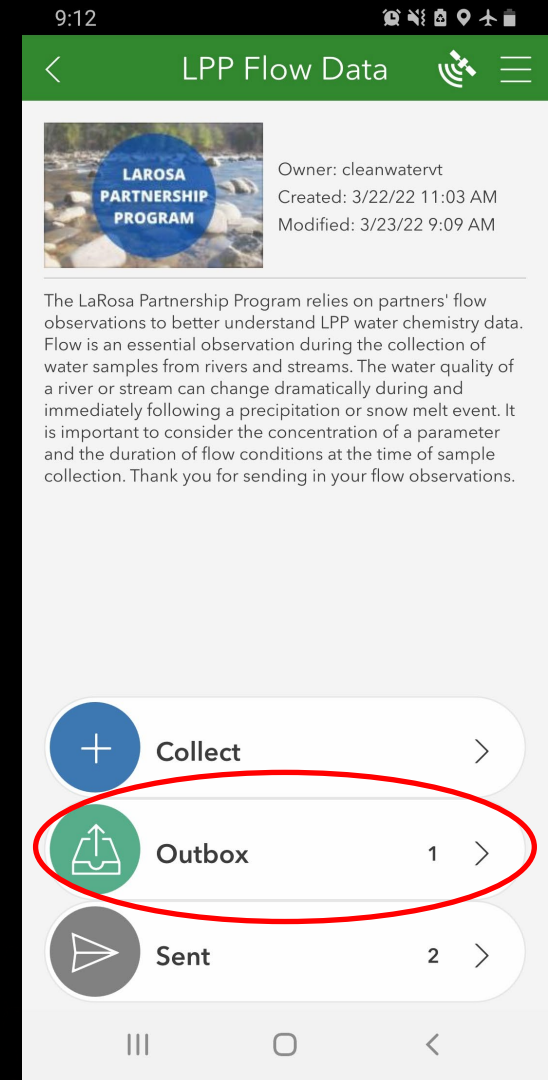 9:12
LPP Flow Data
LAROSA
PARTNERSHIP
PROGRAM
Owner: cleanwatervt
Created: 3/22/22 11:03 AM
Modified: 3/23/22 9:09 AM
The LaRosa Partnership Program relies on partners' flow
observations to better understand LPP water chemistry data.
Flow is an essential observation during the collection of
water samples from rivers and streams. The water quality of
a river or stream can change dramatically during and
immediately following a precipitation or snow melt event. It
is important to consider the concentration of a parameter
and the duration of flow conditions at the time of sample
collection. Thank you for sending in your flow observations.
Collect
Outbox 1
Sent 2